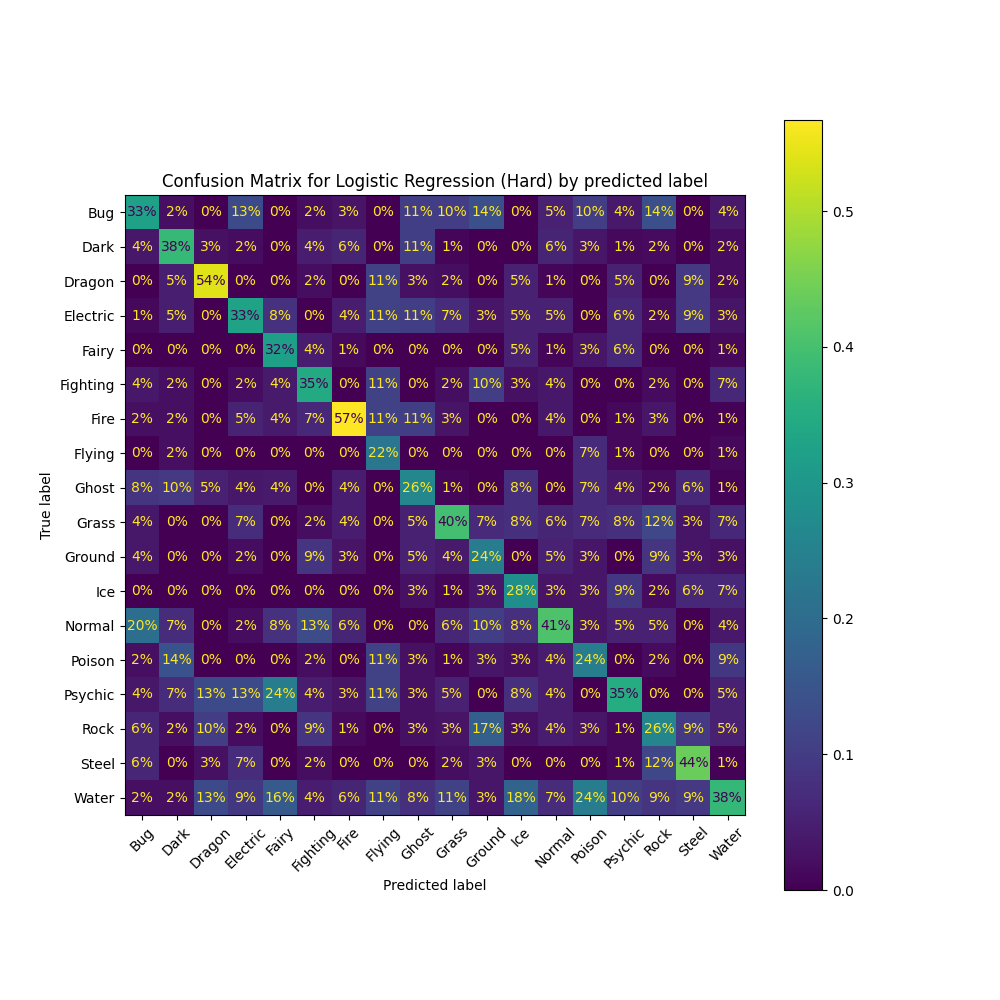 Confusion Matrix for Logistic Regression (Hard) by predicted label
Bug 33% 2% 0% 13% 0% 2% 3% 0% 11% 10% 14% 0% 5% 10% 4% 14% 0% 4%
Dark 4% 38% 3% 2% 0% 4% 6% 0% 11% 1% 0% 0% 6% 3% 1% 2% 0% 2%
Dragon 0% 5% 54% 0% 0% 2% 0% 11% 3% 2% 0% 5% 1% 0% 5% 0% 9% 2%
Electric 1% 5% 0% 33% 8% 0% 4% 11% 11% 7% 3% 5% 5% 0% 6% 2% 9% 3%
Fairy 0% 0% 0% 0% 32% 4% 1% 0% 0% 0% 0% 5% 1% 3% 6% 0% 0% 1%
Fighting 4% 2% 0% 2% 4% 35% 0% 11% 0% 2% 10% 3% 4% 0% 0% 2% 0% 7%
Fire 2% 2% 0% 5% 4% 7% 57% 11% 11% 3% 0% 0% 4% 0% 1% 3% 0% 1%
Flying 0% 2% 0% 0% 0% 0% 0% 22% 0% 0% 0% 0% 0% 7% 1% 0% 0% 1%
Ghost 8% 10% 5% 4% 4% 0% 4% 0% 26% 1% 0% 8% 0% 7% 4% 2% 6% 1%
Grass 4% 0% 0% 7% 0% 2% 4% 0% 5% 40% 7% 8% 6% 7% 8% 12% 3% 7%
Ground 4% 0% 0% 2% 0% 9% 3% 0% 5% 4% 24% 0% 5% 3% 0% 9% 3% 3%
Ice 0% 0% 0% 0% 0% 0% 0% 0% 3% 1% 3% 28% 3% 3% 9% 2% 6% 7%
Normal 20% 7% 0% 2% 8% 13% 6% 0% 0% 6% 10% 8% 41% 3% 5% 5% 0% 4%
Poison 2% 14% 0% 0% 0% 2% 0% 11% 3% 1% 3% 3% 4% 24% 0% 2% 0% 9%
Psychic 4% 7% 13% 13% 24% 4% 3% 11% 3% 5% 0% 8% 4% 0% 35% 0% 0% 5%
Rock 6% 2% 10% 2% 0% 9% 1% 0% 3% 3% 17% 3% 4% 3% 1% 26% 9% 5%
Steel 6% 0% 3% 7% 0% 2% 0% 0% 0% 2% 3% 0% 0% 0% 1% 12% 44% 1%
Water 2% 2% 13% 9% 16% 4% 6% 11% 8% 11% 3% 18% 7% 24% 10% 9% 9% 38%
Bug Dark Dragon Electric Fairy Fighting Fire Flying Ghost Grass Ground Ice Normal Poison Psychic Rock Steel Water
Predicted label
True label
0.5
0.4
0.3
0.2
0.1
0.0